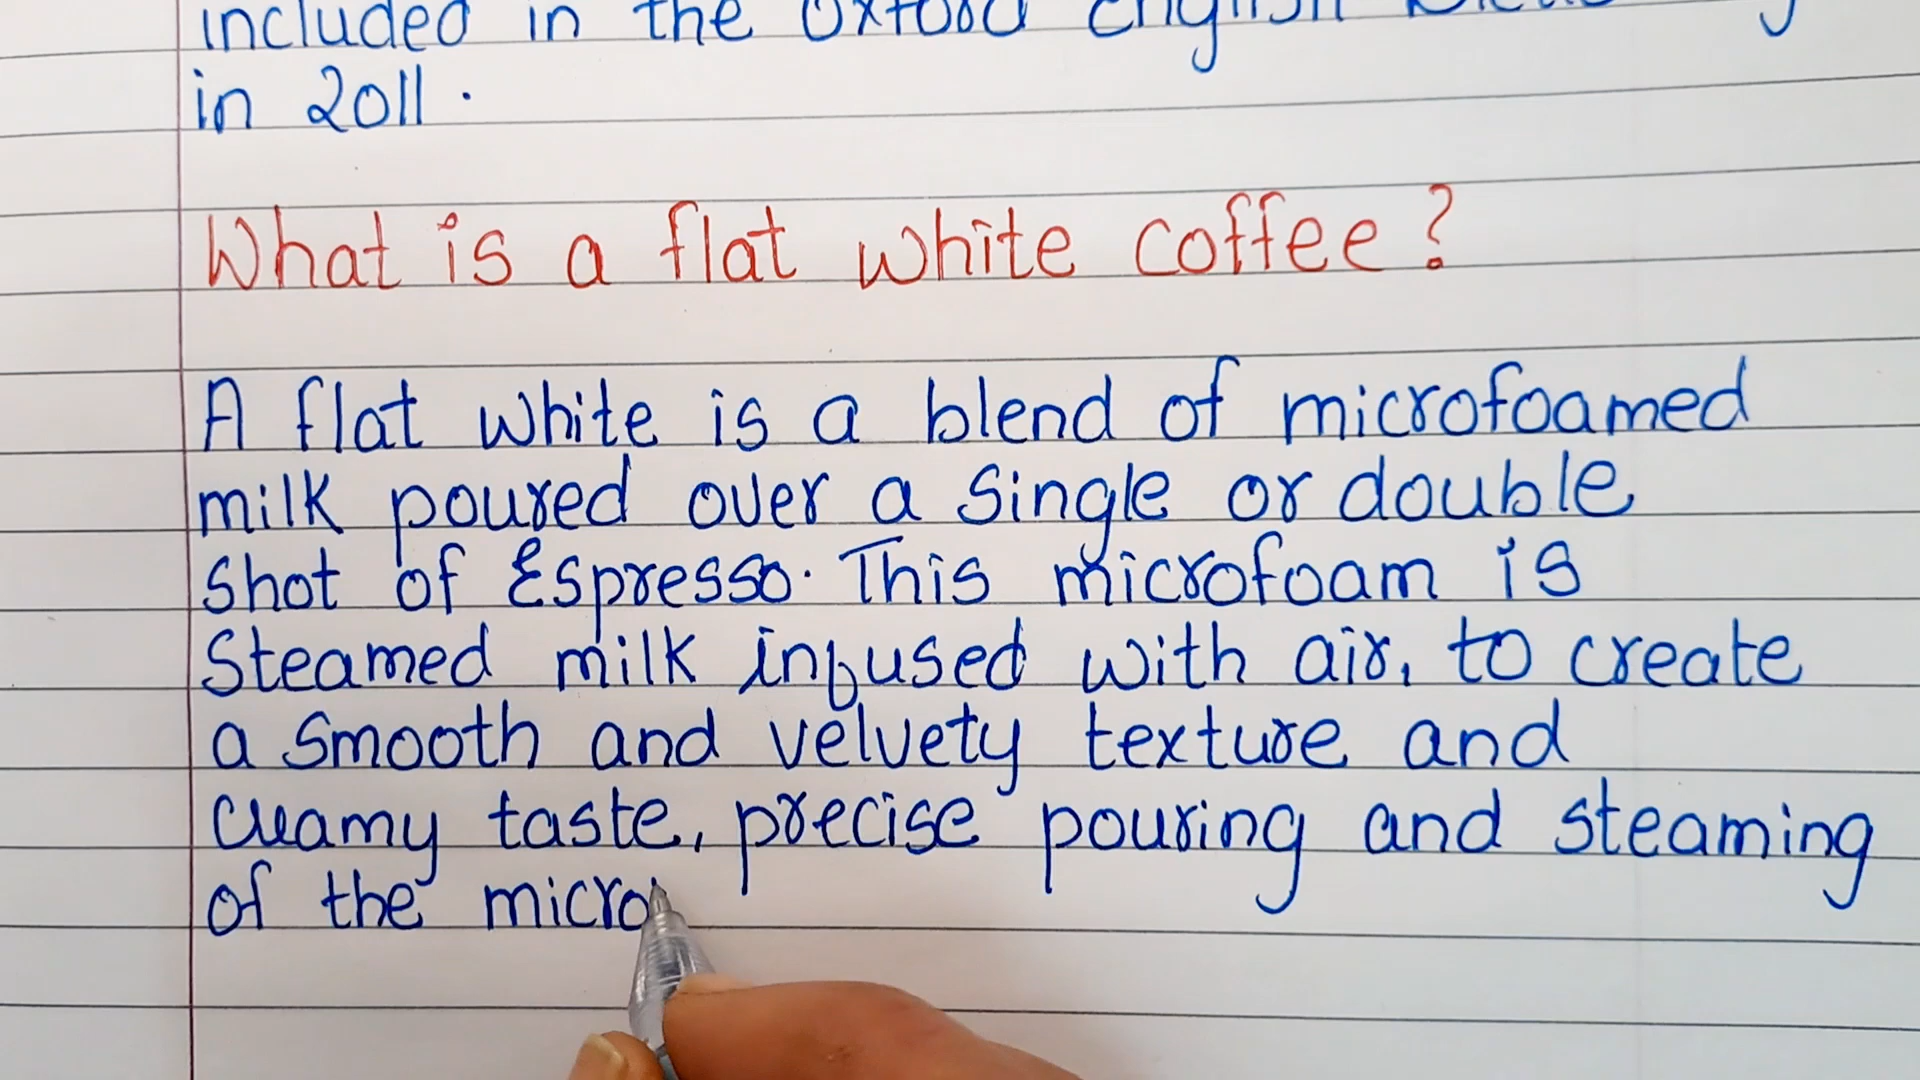 included in the Oxford English Dictionary
in 2011.
What is a flat white coffee?
A flat white is a blend of microfoamed
milk poured over a single or double
shot of Espresso. This microfoam is
Steamed milk infused with air, to create
a smooth and velvety texture and
creamy taste, precise pouring and steaming
of the micro